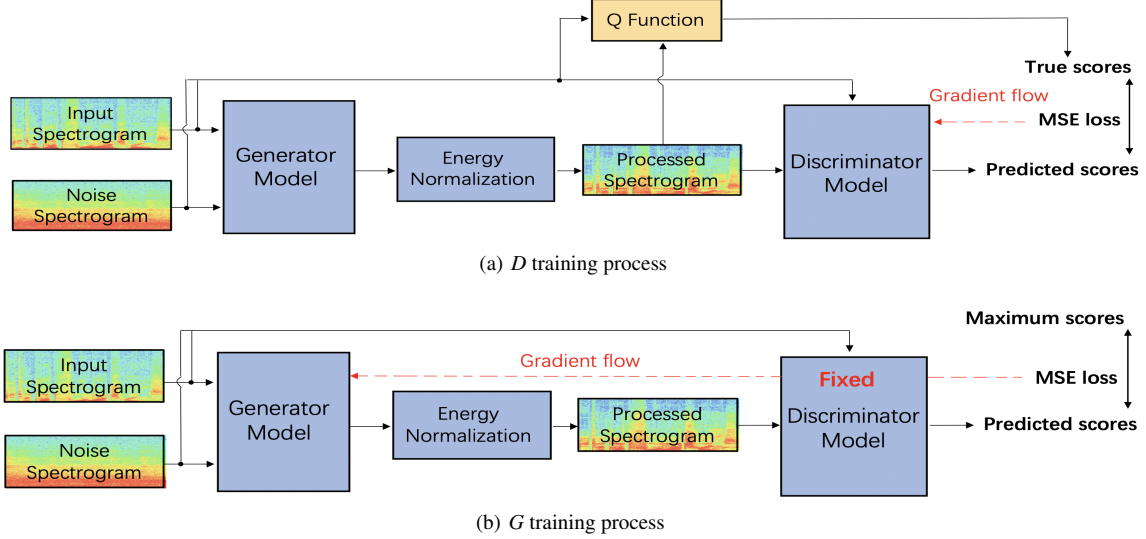 Q Function
True scores
Gradient flow
MSE loss
Predicted scores
Input
Spectrogram
Noise
Spectrogram
Generator
Model
Energy
Normalization
Processed
Spectrogram
Discriminator
Model
(a) D training process
Maximum scores
Gradient flow
MSE loss
Predicted scores
Input
Spectrogram
Noise
Spectrogram
Generator
Model
Energy
Normalization
Processed
Spectrogram
Fixed
Discriminator
Model
(b) G training process